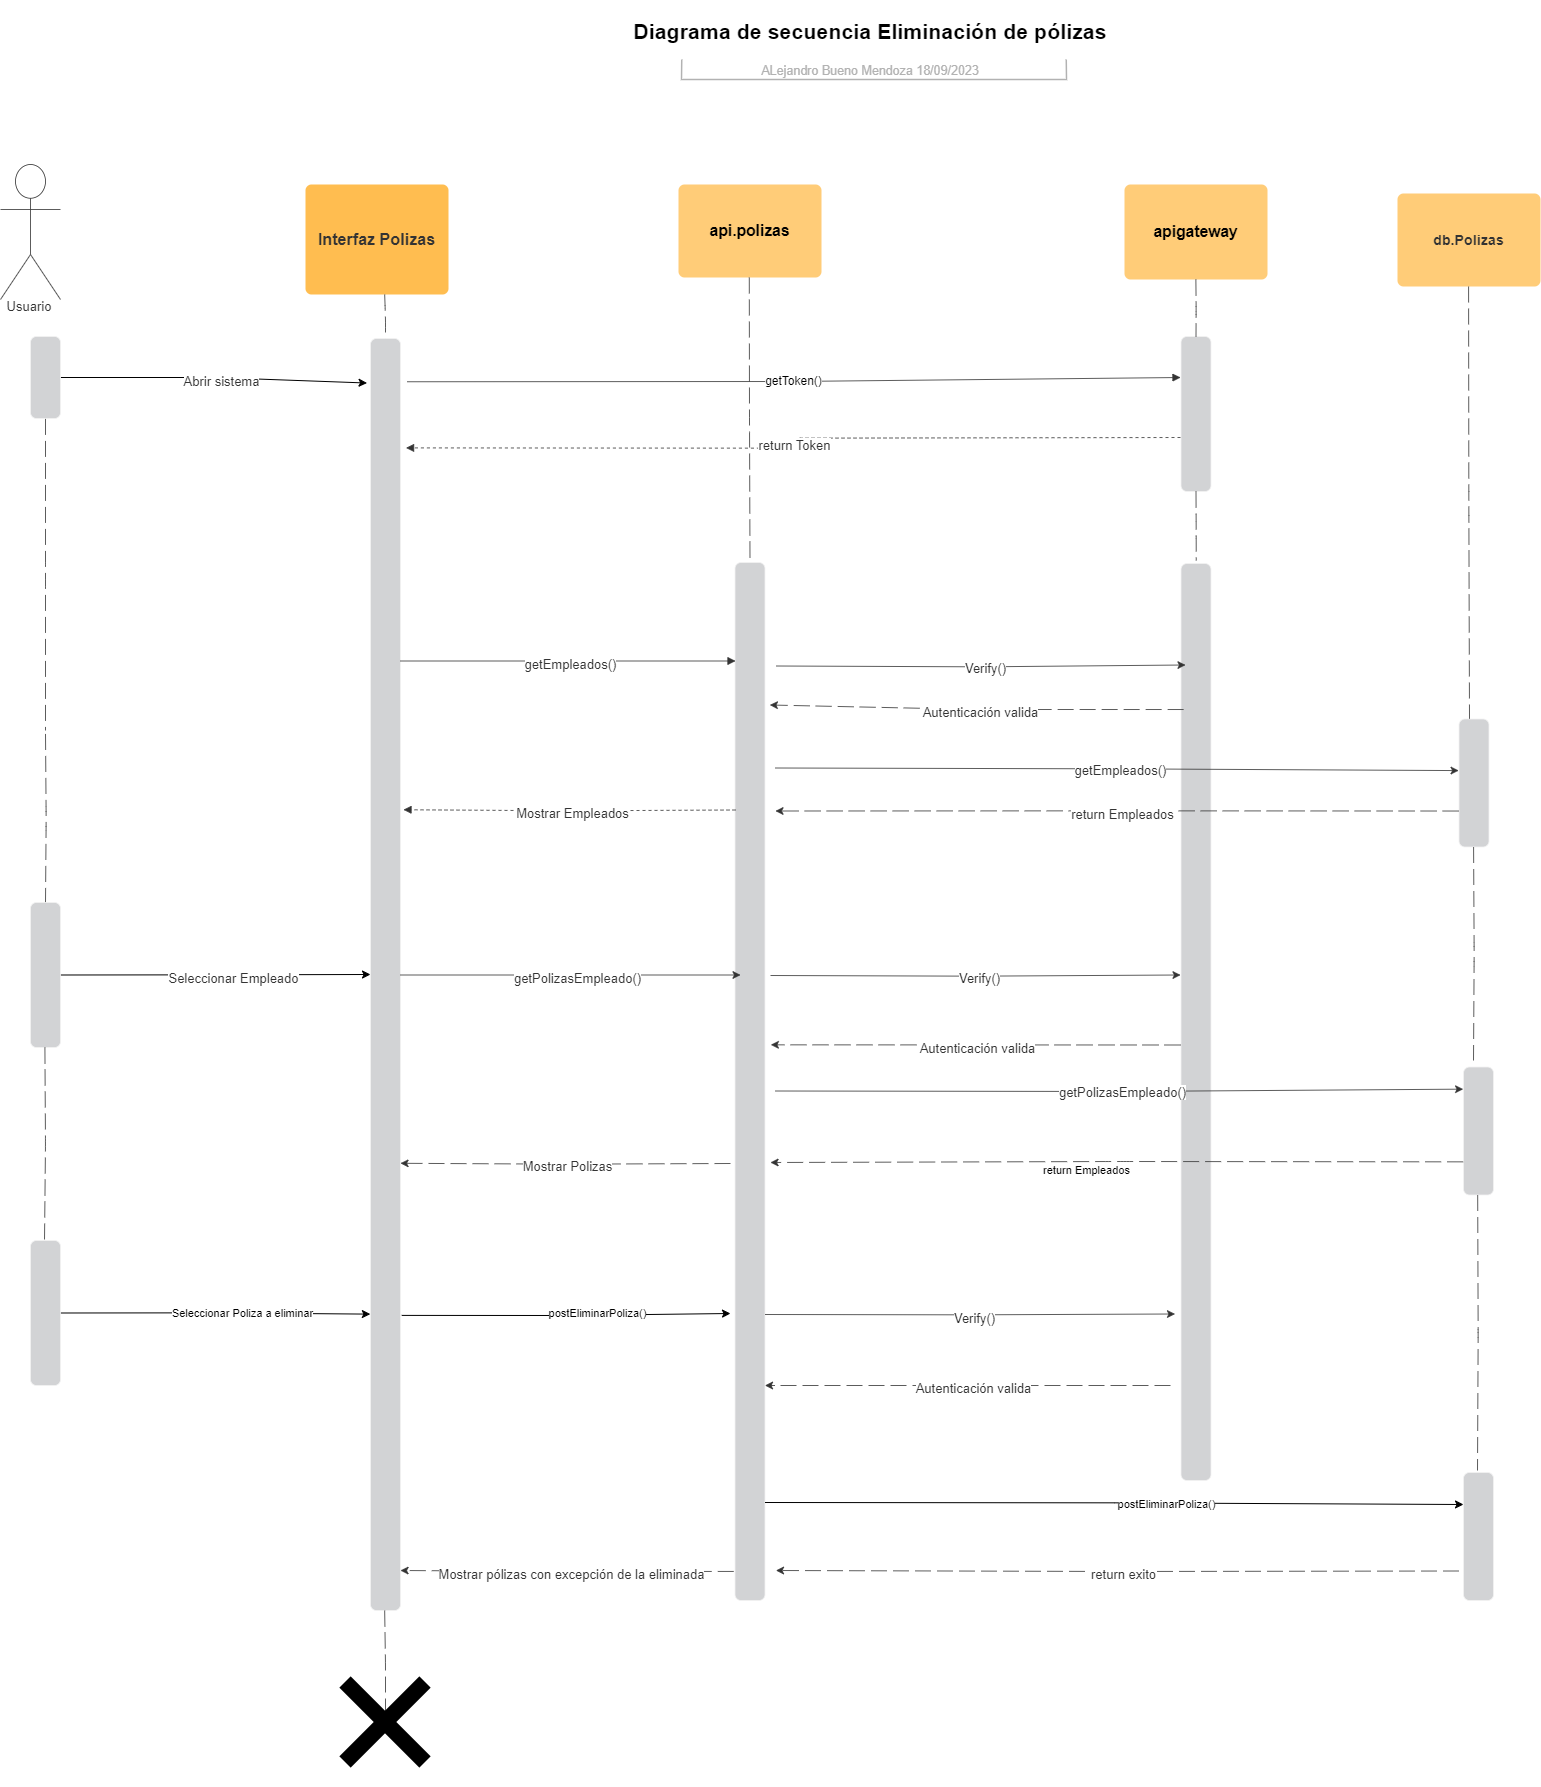 Diagrama de secuencia Eliminación de pólizas
ALejandro Bueno Mendoza 18/09/2023
Usuario
Interfaz Polizas
api.polizas
apigateway
db.Polizas
Abrir sistema
getToken()
return Token
getEmpleados()
Verify()
Autenticación valida
getEmpleados()
Mostrar Empleados
return Empleados
Seleccionar Empleado
getPolizasEmpleado()
Verify()
Autenticación valida
getPolizasEmpleado()
Mostrar Polizas
return Empleados
Seleccionar Poliza a eliminar
postEliminarPoliza()
Verify()
Autenticación valida
postEliminarPoliza()
Mostrar pólizas con excepción de la eliminada
return exito